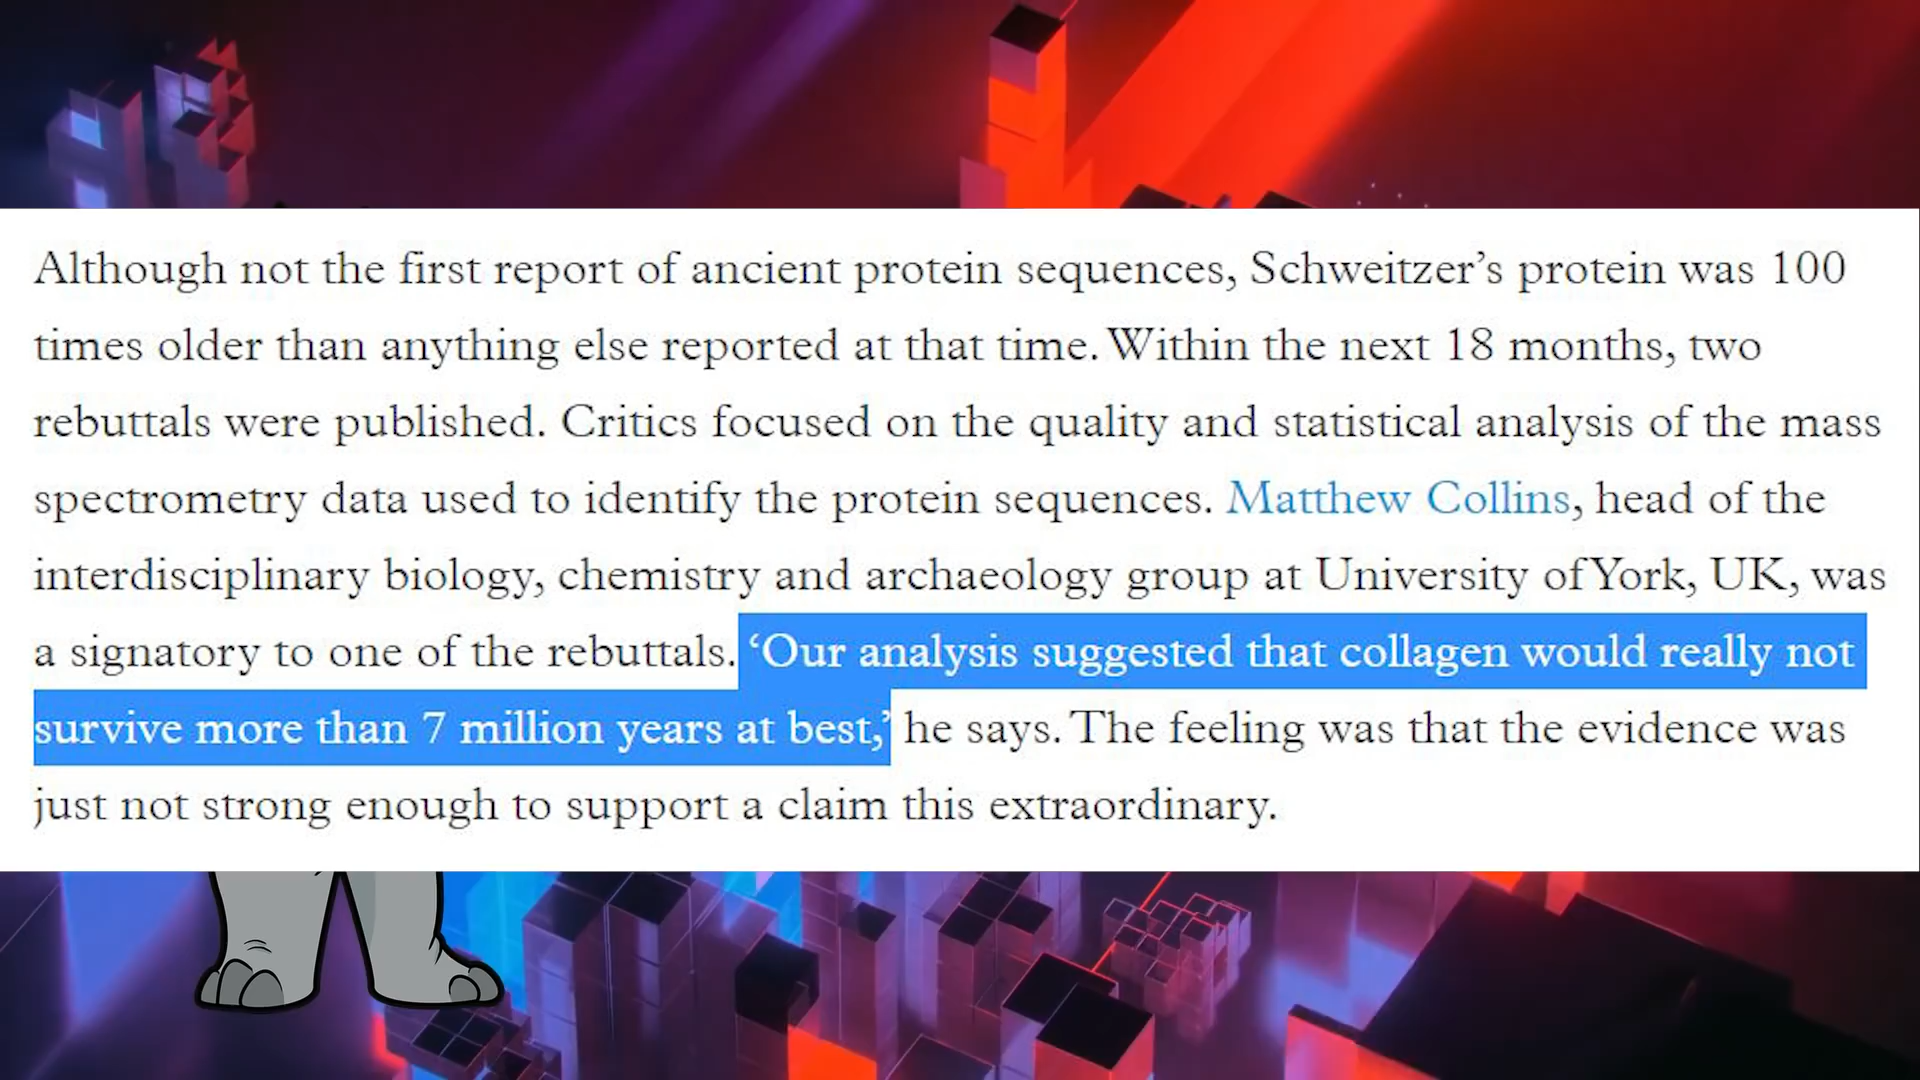 Although not the first report of ancient protein sequences, Schweitzer’s protein was 100
times older than anything else reported at that time. Within the next 18 months, two
rebuttals were published. Critics focused on the quality and statistical analysis of the mass
spectrometry data used to identify the protein sequences. Matthew Collins, head of the
interdisciplinary biology, chemistry and archaeology group at University of York, UK, was
a signatory to one of the rebuttals. ‘Our analysis suggested that collagen would really not
survive more than 7 million years at best,’ he says. The feeling was that the evidence was
just not strong enough to support a claim this extraordinary.